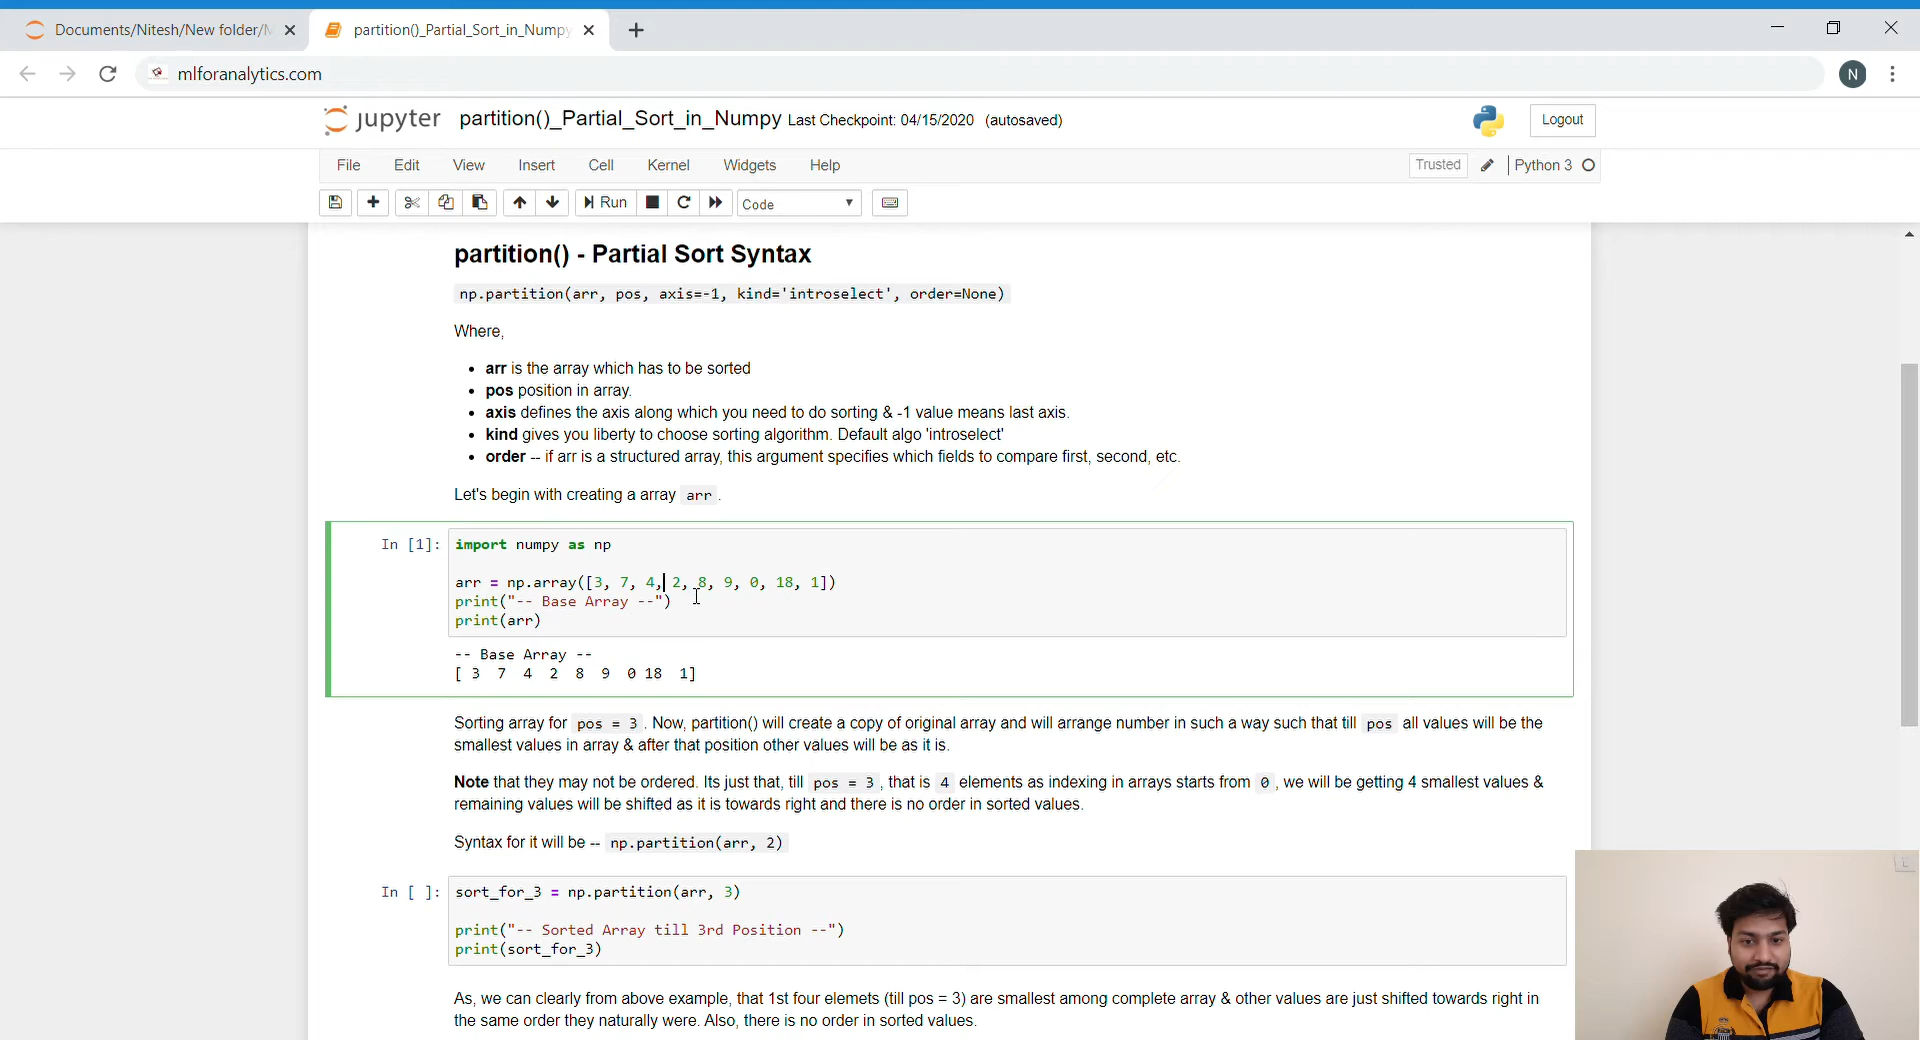 Documents/Nitesh/New folder/
partition()_Partial_Sort_in_Numpy
mlforanalytics.com
N
jupyter partition()_Partial_Sort_in_Numpy Last Checkpoint: 04/15/2020 (autosaved)
Logout
File Edit View Insert Cell Kernel Widgets Help
Trusted Python 3
Run Code
partition() - Partial Sort Syntax
np.partition(arr, pos, axis=-1, kind='introselect', order=None)
Where,
• arr is the array which has to be sorted
• pos position in array.
• axis defines the axis along which you need to do sorting & -1 value means last axis.
• kind gives you liberty to choose sorting algorithm. Default algo 'introselect'
• order -- if arr is a structured array, this argument specifies which fields to compare first, second, etc.
Let's begin with creating a array arr .
In [1]: import numpy as np
arr = np.array([3, 7, 4, 2, 8, 9, 0, 18, 1])
print("-- Base Array --")
print(arr)
-- Base Array --
[ 3 7 4 2 8 9 0 18 1]
Sorting array for pos = 3 . Now, partition() will create a copy of original array and will arrange number in such a way such that till pos all values will be the
smallest values in array & after that position other values will be as it is.
Note that they may not be ordered. Its just that, till pos = 3 , that is 4 elements as indexing in arrays starts from 0 , we will be getting 4 smallest values &
remaining values will be shifted as it is towards right and there is no order in sorted values.
Syntax for it will be -- np.partition(arr, 2)
In [ ]: sort_for_3 = np.partition(arr, 3)
print("-- Sorted Array till 3rd Position --")
print(sort_for_3)
As, we can clearly from above example, that 1st four elemets (till pos = 3) are smallest among complete array & other values are just shifted towards right in
the same order they naturally were. Also, there is no order in sorted values.